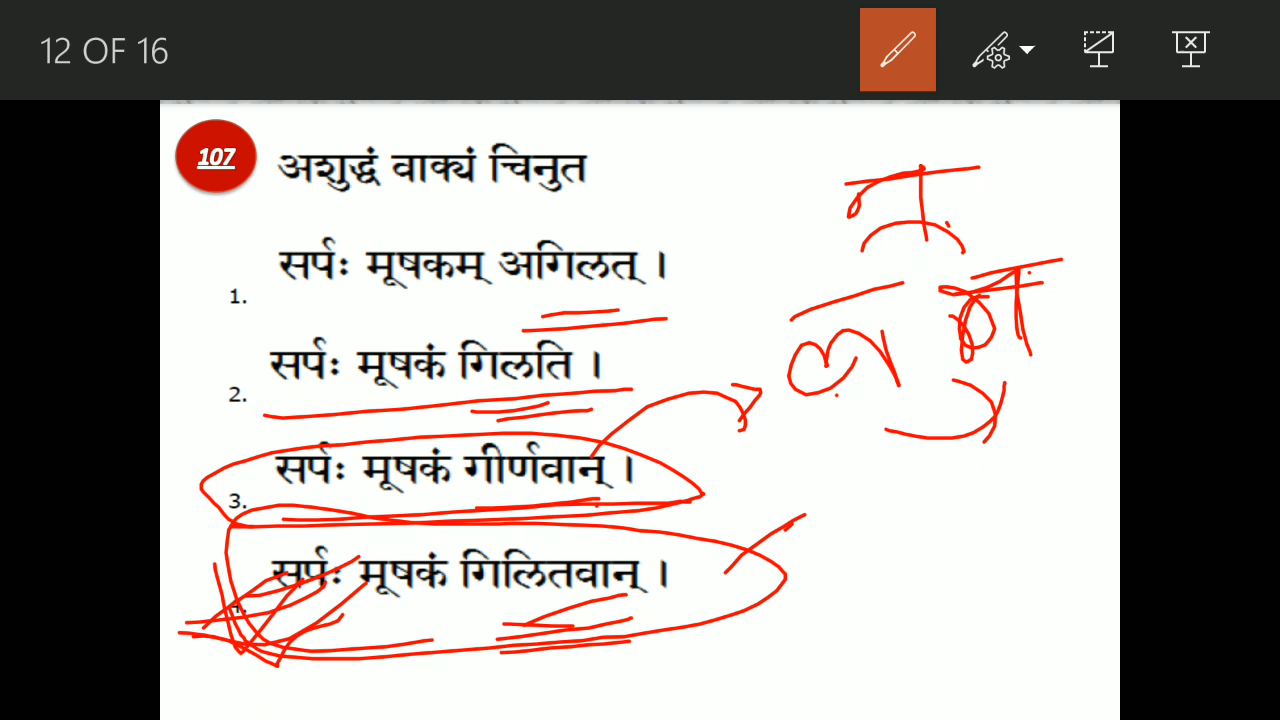 12 OF 16
107
अशुद्धं वाक्यं चिनुत
सर्पः मूषकम् अगिलत् ।
1.
सर्पः मूषकं गिलति ।
2.
सर्पः मूषकं गीर्णवान् ।
3.
सर्पः मूषकं गिलितवान् ।